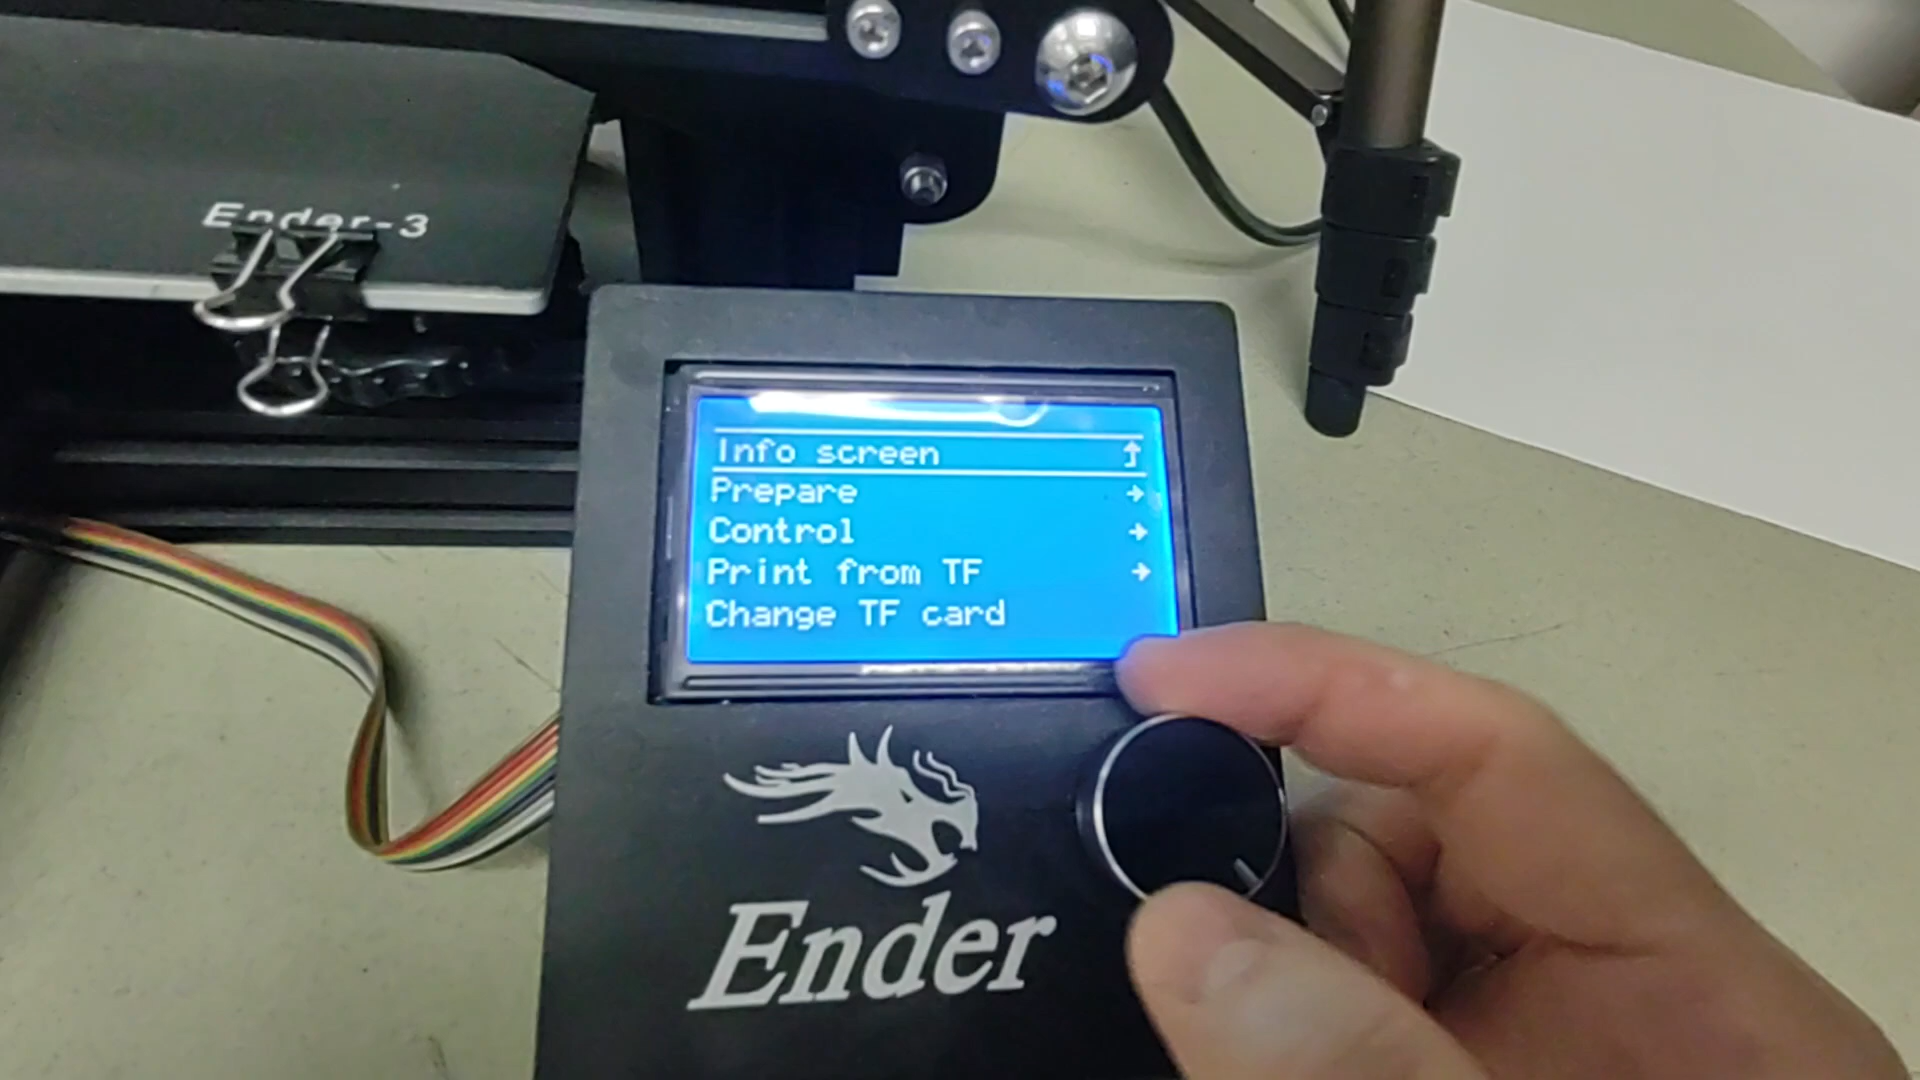 Ender-3
Info screen
Prepare
Control
Print from TF
Change TF card
Ender